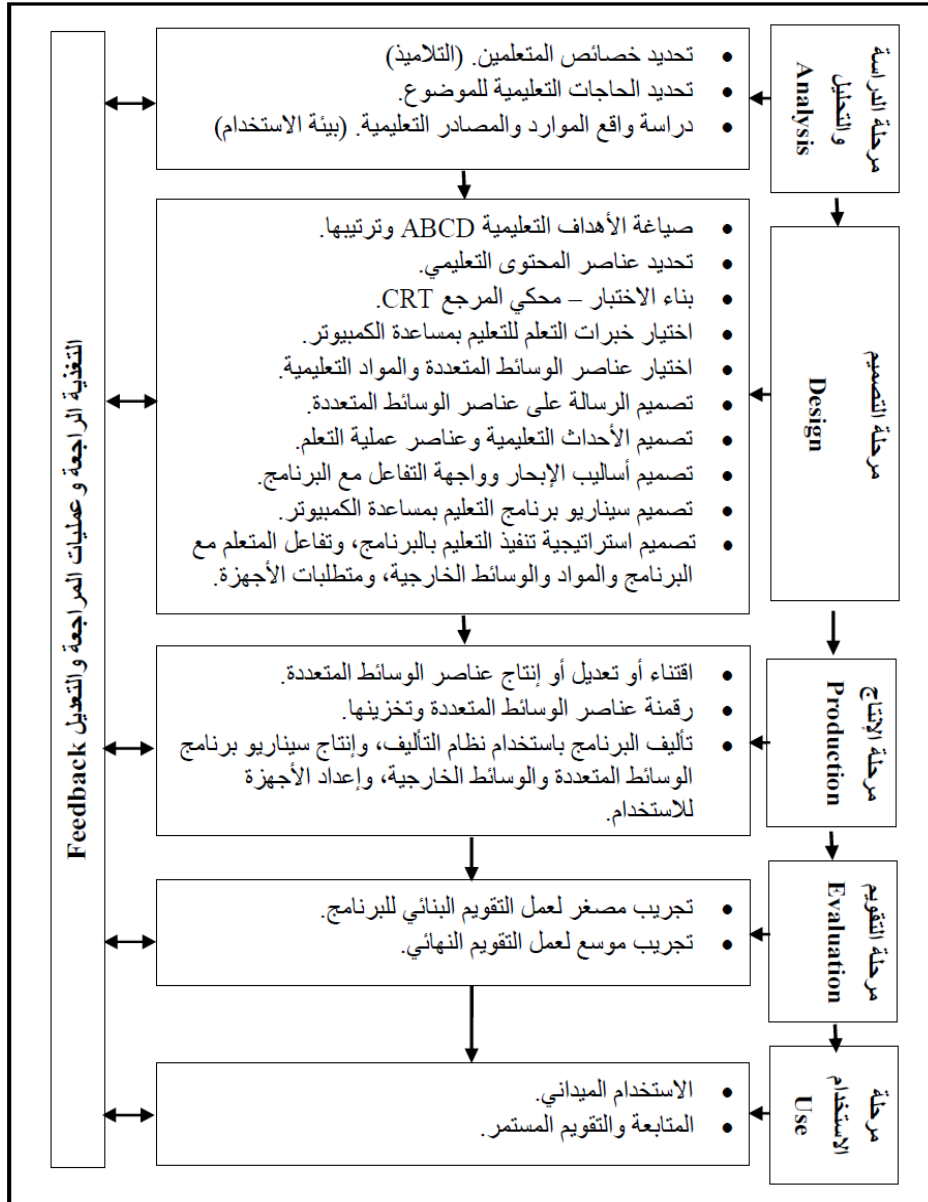 مرحلة الدراسة
والتحليل
Analysis
تحديد خصائص المتعلمين. (التلاميذ)
تحديد الحاجات التعليمية للموضوع.
دراسة واقع الموارد والمصادر التعليمية. (بيئة الاستخدام)
مرحلة التصميم
Design
صياغة الأهداف التعليمية ABCD وترتيبها.
تحديد عناصر المحتوى التعليمي.
بناء الاختبار – محكي المرجع CRT.
اختيار خبرات التعلم للتعليم بمساعدة الكمبيوتر.
اختيار عناصر الوسائط المتعددة والمواد التعليمية.
تصميم الرسالة على عناصر الوسائط المتعددة.
تصميم الأحداث التعليمية وعناصر عملية التعلم.
تصميم أساليب الإبحار وواجهة التفاعل مع البرنامج.
تصميم سيناريو برنامج التعليم بمساعدة الكمبيوتر.
تصميم استراتيجية تنفيذ التعليم بالبرنامج، وتفاعل المتعلم مع
البرنامج والمواد والوسائط الخارجية، ومتطلبات الأجهزة.
مرحلة الإنتاج
Production
اقتناء أو تعديل أو إنتاج عناصر الوسائط المتعددة.
رقمنة عناصر الوسائط المتعددة وتخزينها.
تأليف البرنامج باستخدام نظام التأليف، وإنتاج سيناريو برنامج
الوسائط المتعددة والوسائط الخارجية، وإعداد الأجهزة
للاستخدام.
مرحلة التقويم
Evaluation
تجريب مصغر لعمل التقويم البنائي للبرنامج.
تجريب موسع لعمل التقويم النهائي.
مرحلة
الاستخدام
Use
الاستخدام الميداني.
المتابعة والتقويم المستمر.
التغذية الراجعة وعمليات المراجعة والتعديل Feedback